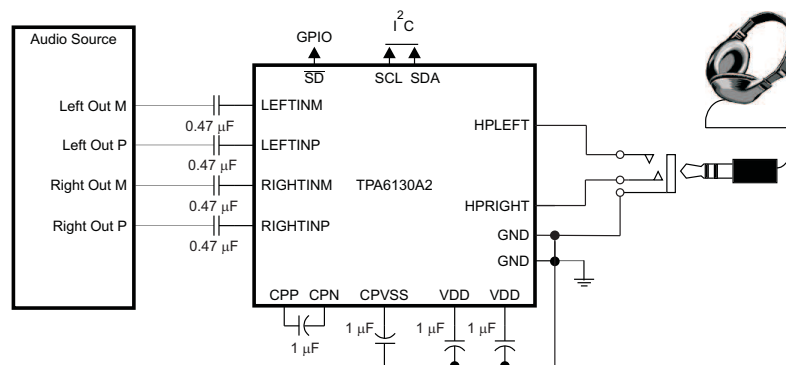 Audio Source
Left Out M
Left Out P
Right Out M
Right Out P
0.47 μF
0.47 μF
0.47 μF
0.47 μF
GPIO
I2C
SD
SCL SDA
LEFTINM
LEFTINP
RIGHTINM
RIGHTINP
TPA6130A2
HPLEFT
HPRIGHT
GND
GND
CPP CPN CPVSS VDD VDD
1 μF
1 μF
1 μF
1 μF